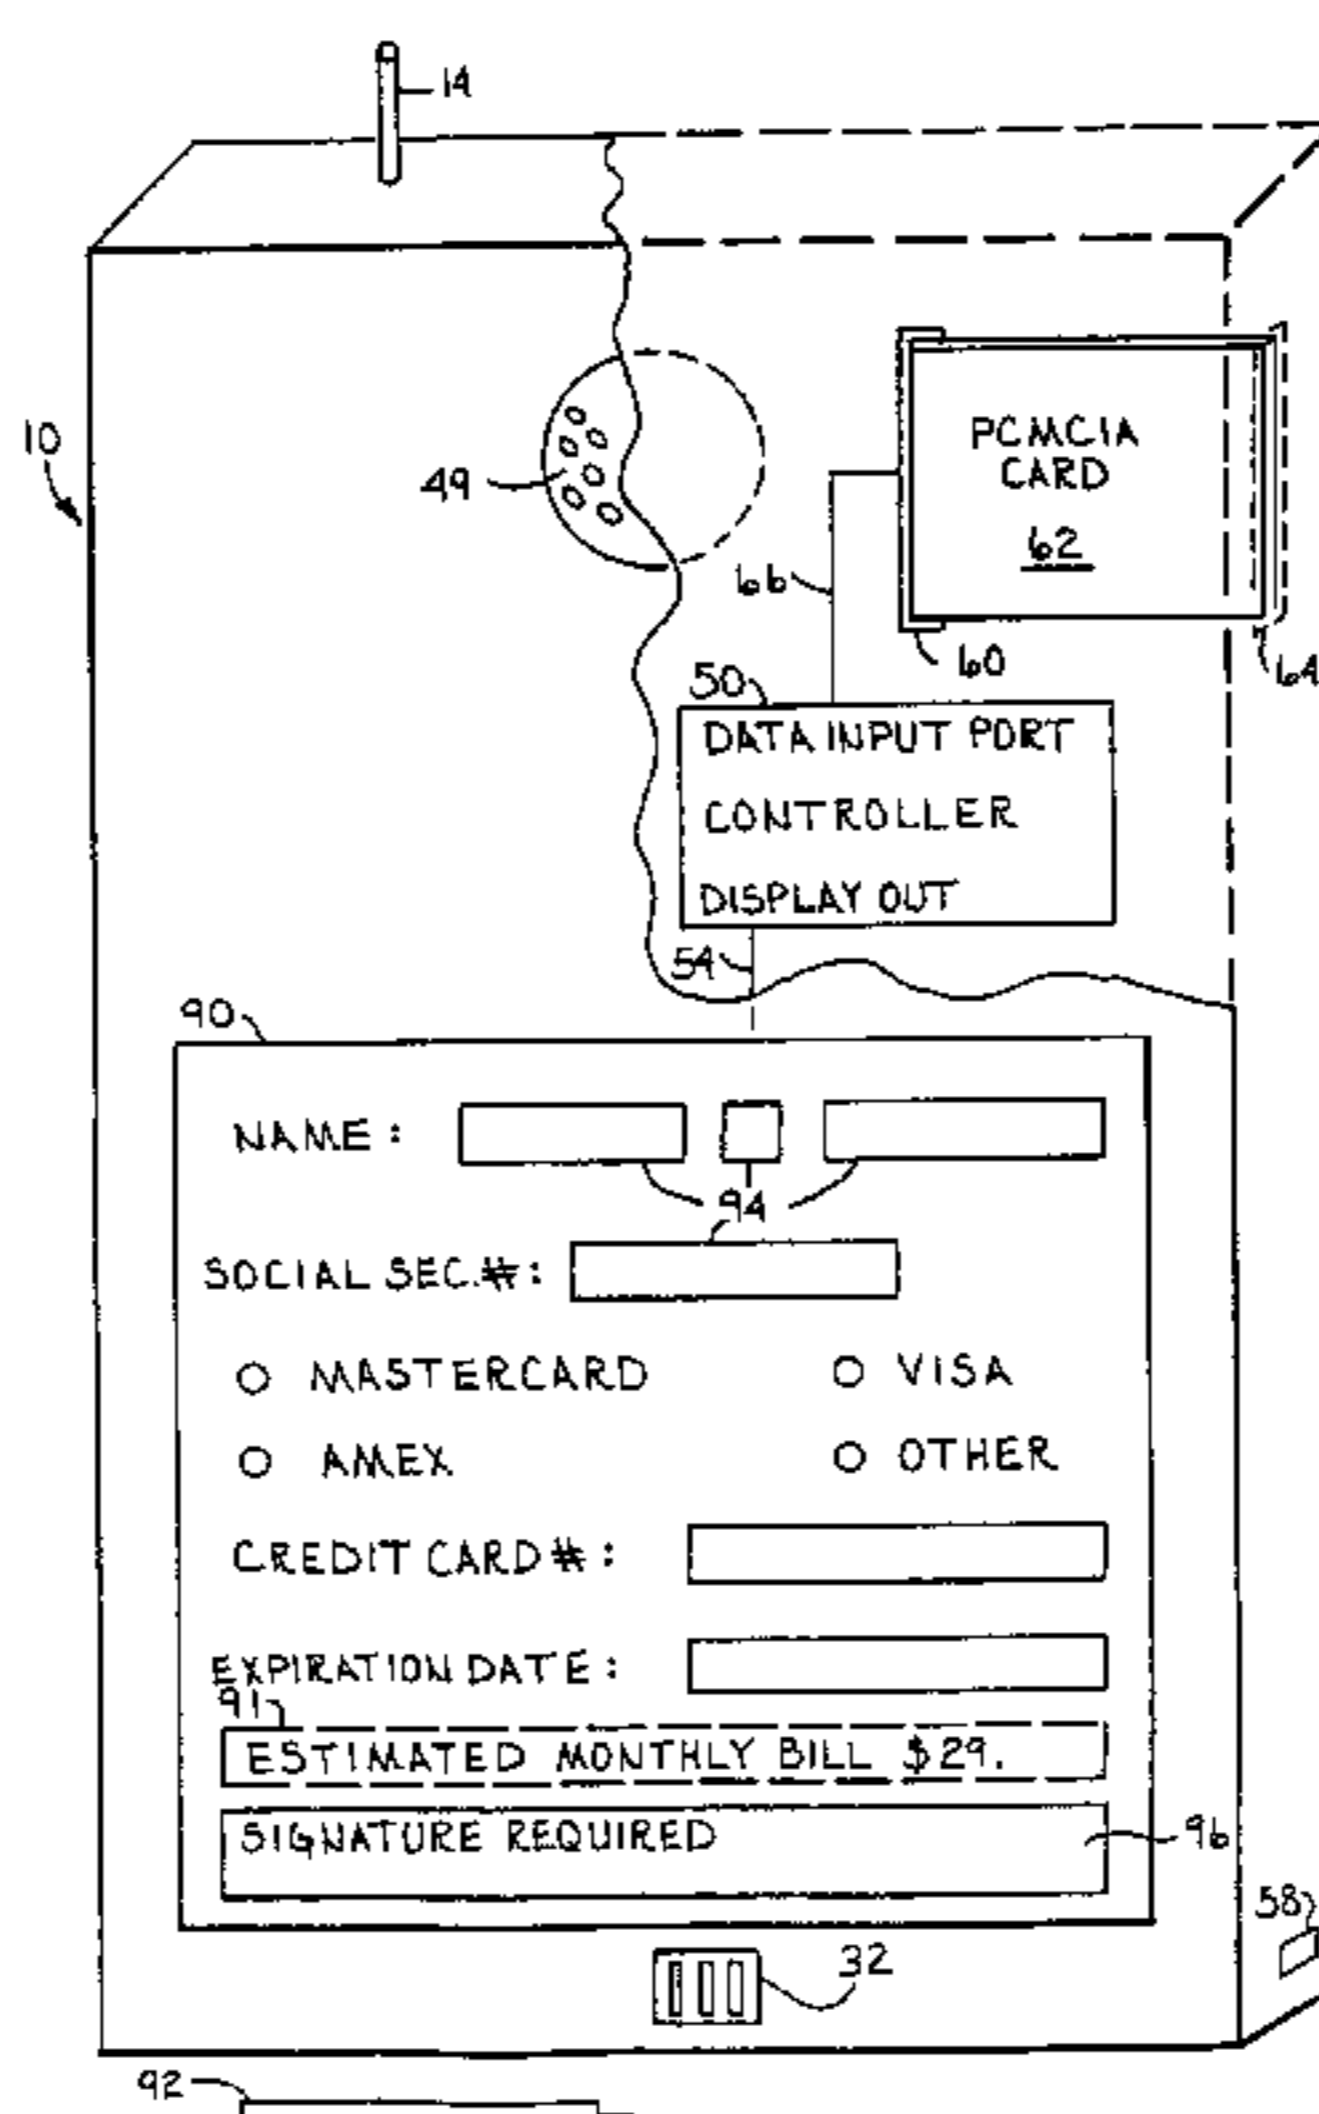 14
10
49
PCMCIA
CARD
62
66
60
64
50
DATA INPUT PORT
CONTROLLER
DISPLAY OUT
54
90
NAME :
94
SOCIAL SEC.# :
MASTERCARD VISA
AMEX OTHER
CREDIT CARD # :
EXPIRATION DATE :
91
ESTIMATED MONTHLY BILL $29.
SIGNATURE REQUIRED
96
58
32
92